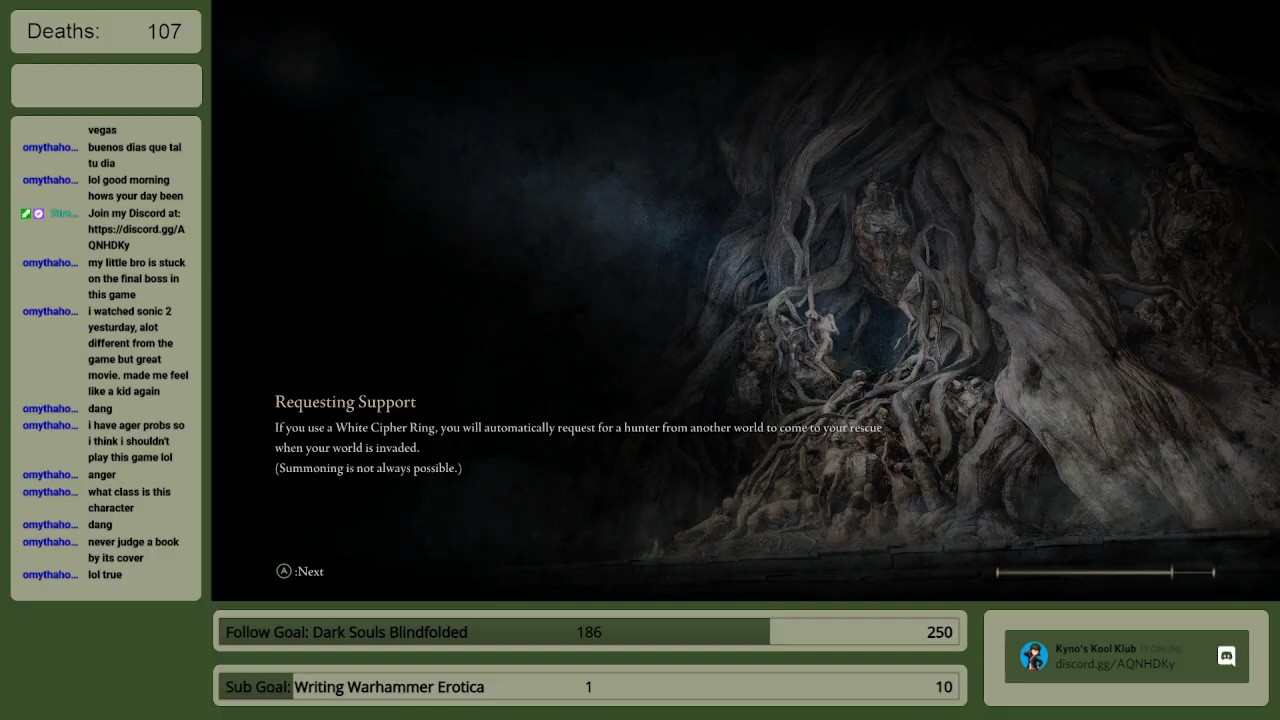 Deaths: 107
vegas
omythaho... buenos dias que tal
tu dia
omythaho... lol good morning
hows your day been
Join my Discord at:
https://discord.gg/A
QNHDKy
omythaho... my little bro is stuck
on the final boss in
this game
omythaho... i watched sonic 2
yesturday, alot
different from the
game but great
movie. made me feel
like a kid again
omythaho... dang
omythaho... i have ager probs so
i think i shouldn't
play this game lol
omythaho... anger
omythaho... what class is this
character
omythaho... dang
omythaho... never judge a book
by its cover
omythaho... lol true
Requesting Support
If you use a White Cipher Ring, you will automatically request for a hunter from another world to come to your rescue
when your world is invaded.
(Summoning is not always possible.)
A :Next
Follow Goal: Dark Souls Blindfolded 186 250
Sub Goal: Writing Warhammer Erotica 1 10
Kyno's Kool Klub 17 ONLINE
discord.gg/AQNHDKy